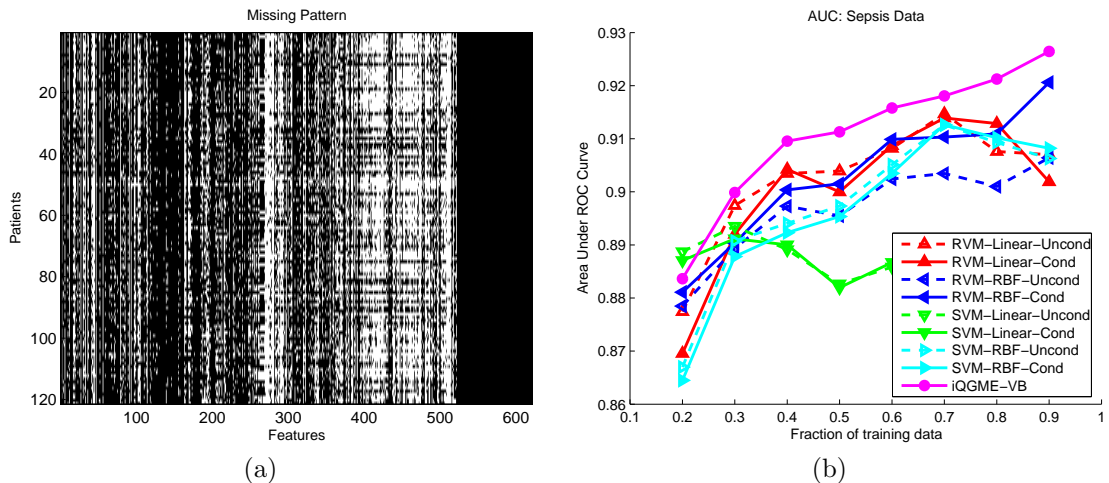 Missing Pattern
20
40
60
80
100
120
Patients
100
200
300
400
500
600
Features
(a)
AUC: Sepsis Data
0.93
0.92
0.91
0.9
0.89
0.88
0.87
0.86
Area Under ROC Curve
0.1
0.2
0.3
0.4
0.5
0.6
0.7
0.8
0.9
1
Fraction of training data
RVM−Linear−Uncond
RVM−Linear−Cond
RVM−RBF−Uncond
RVM−RBF−Cond
SVM−Linear−Uncond
SVM−Linear−Cond
SVM−RBF−Uncond
SVM−RBF−Cond
iQGME−VB
(b)